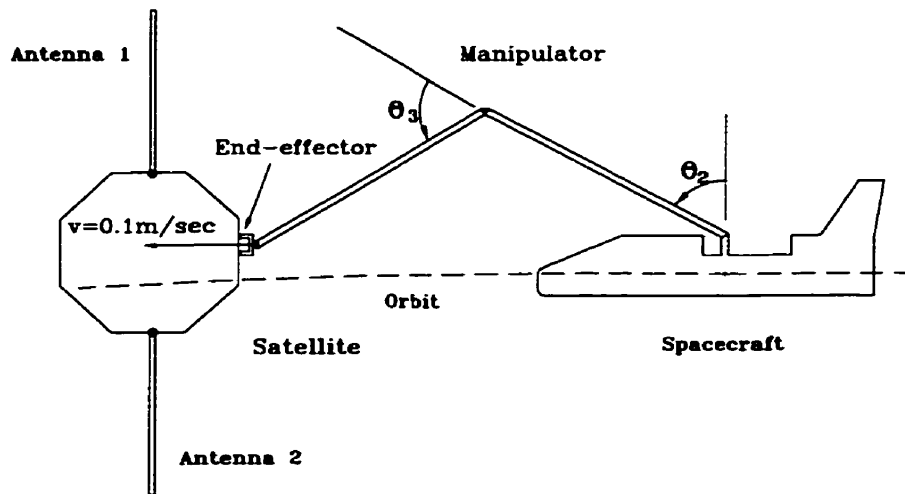 Antenna 1
Manipulator
Θ3
End-effector
Θ2
v=0.1m/sec
Orbit
Satellite
Spacecraft
Antenna 2